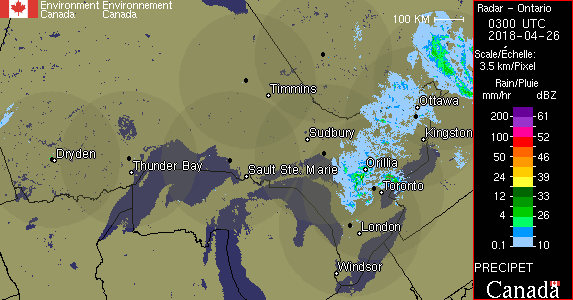 Environment Environnement
Canada Canada
100 KM
Timmins
Ottawa
Sudbury
Kingston
Dryden
Thunder Bay
Sault Ste. Marie
Orillia
Toronto
London
Windsor
Radar - Ontario
0300 UTC
2018-04-26
Scale/Échelle:
3.5 km/Pixel
Rain/Pluie
mm/hr dBZ
200 61
100 52
50 46
24 39
12 33
4 26
0.1 10
PRECIPET
Canada